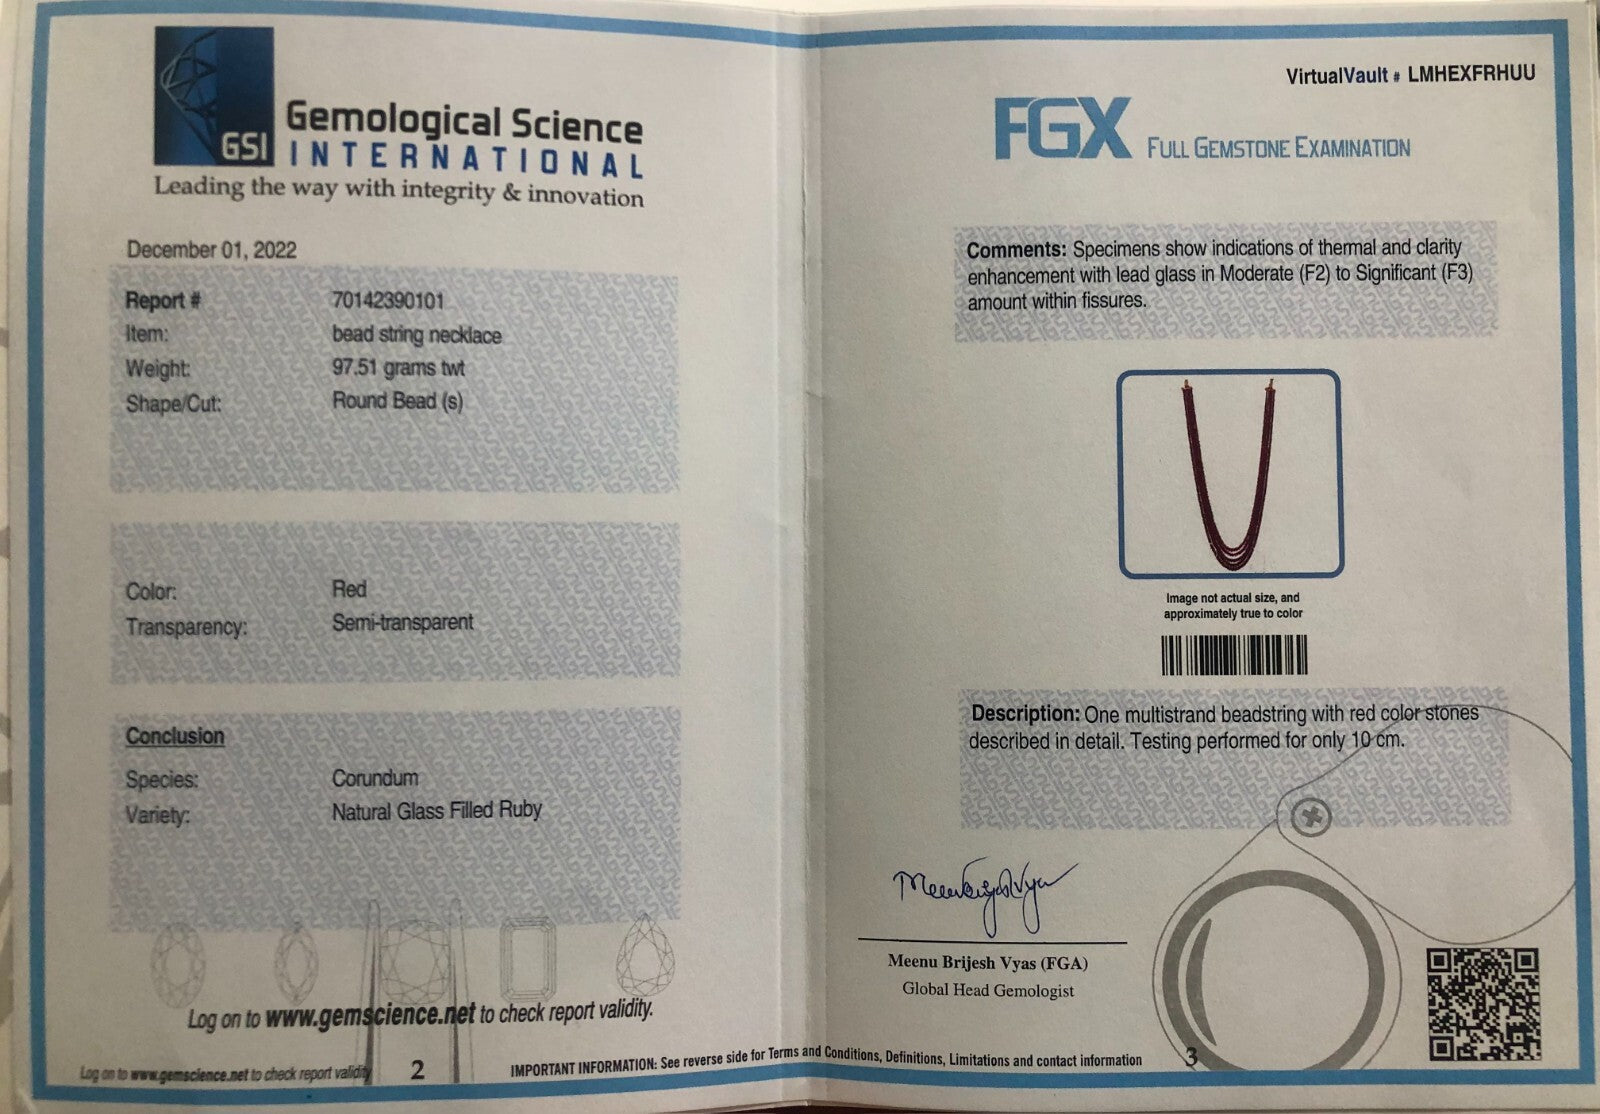 GSI
Gemological Science
INTERNATIONAL
Leading the way with integrity & innovation
December 01, 2022
Report # 70142390101
Item: bead string necklace
Weight: 97.51 grams twt
Shape/Cut: Round Bead (s)
Color: Red
Transparency: Semi-transparent
Conclusion
Species: Corundum
Variety: Natural Glass Filled Ruby
Log on to www.gemscience.net to check report validity.
Log on to www.gemscience.net to check report validity
2
VirtualVault # LMHEXFRHUU
FGX FULL GEMSTONE EXAMINATION
Comments: Specimens show indications of thermal and clarity
enhancement with lead glass in Moderate (F2) to Significant (F3)
amount within fissures.
Image not actual size, and
approximately true to color
Description: One multistrand beadstring with red color stones
described in detail. Testing performed for only 10 cm.
Meenu Brijesh Vyas
Meenu Brijesh Vyas (FGA)
Global Head Gemologist
IMPORTANT INFORMATION: See reverse side for Terms and Conditions, Definitions, Limitations and contact information
3